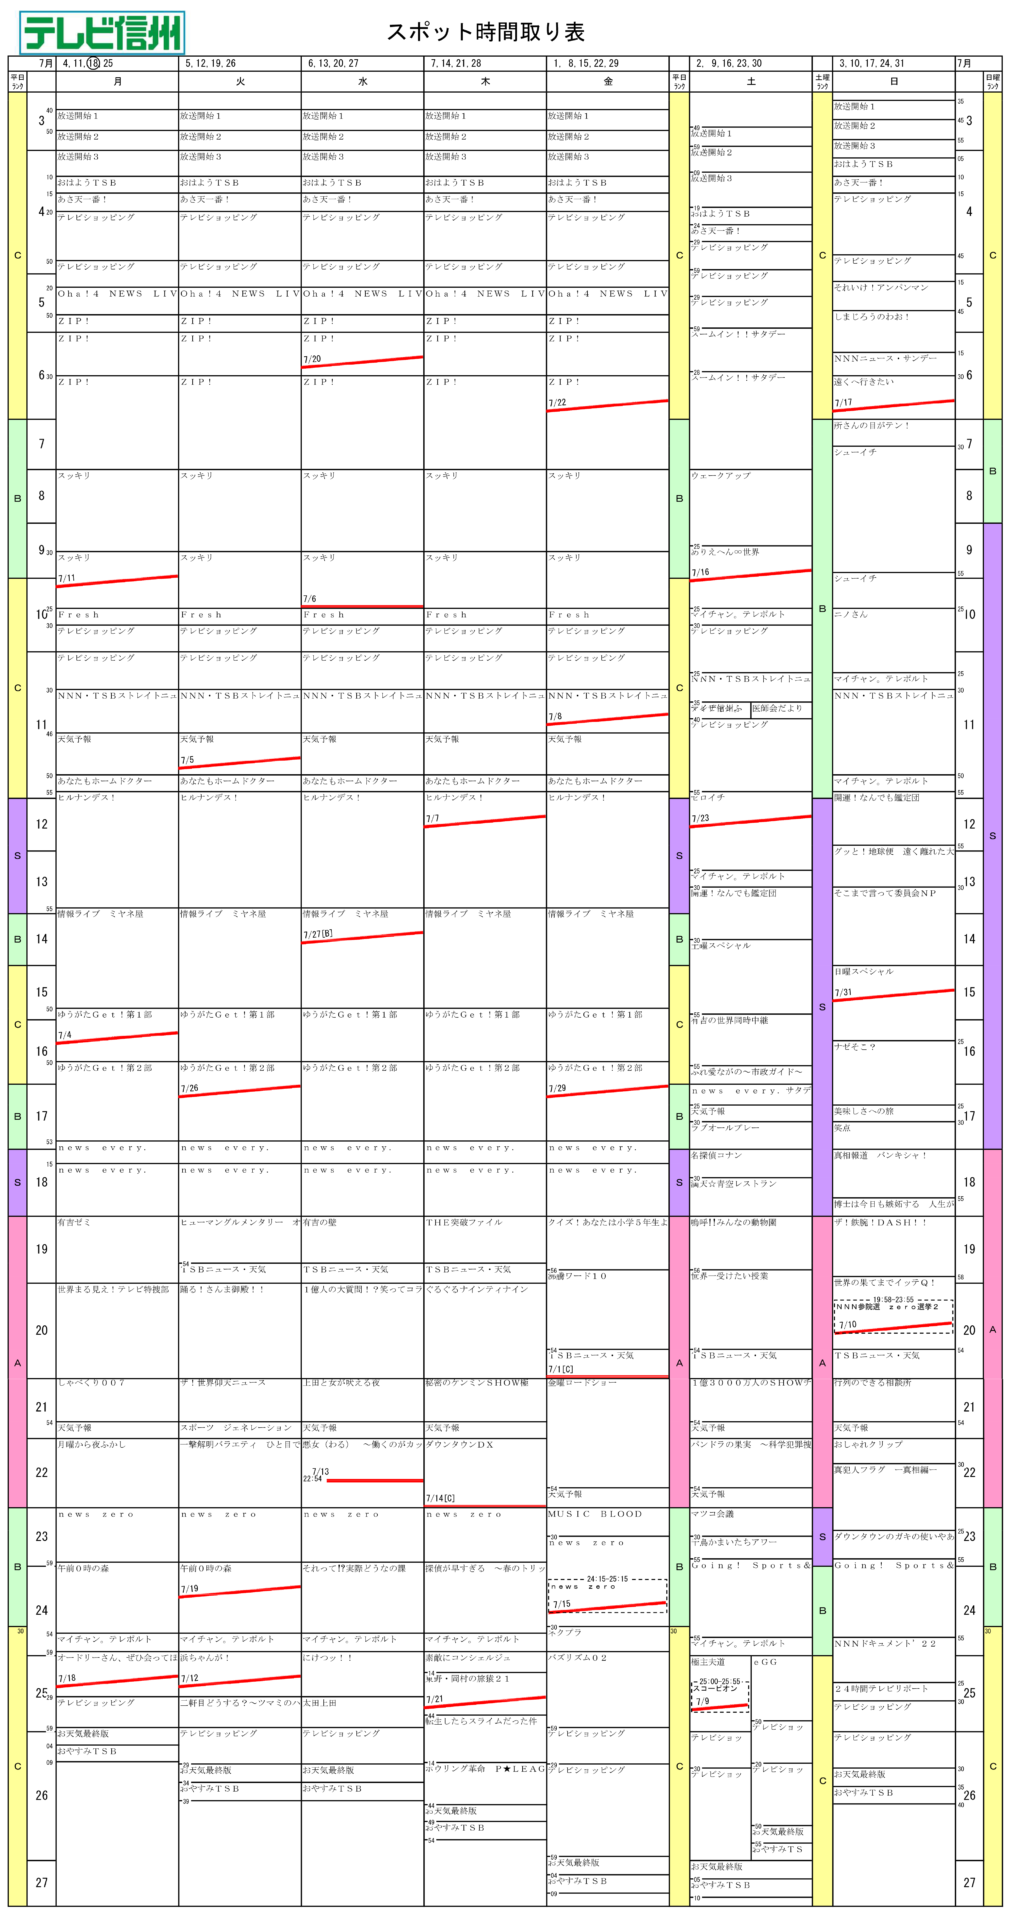 テレビ信州
スポット時間取り表
7月 4, 11, 18, 25 5, 12, 19, 26 6, 13, 20, 27 7, 14, 21, 28 1, 8, 15, 22, 29 2, 9, 16, 23, 30 3, 10, 17, 24, 31 7月
平日ランク 月 火 水 木 金 平日ランク 土 土曜ランク 日 日曜ランク
月
放送開始1
放送開始2
放送開始3
おはようTSB
あさ天一番!
テレビショッピング
テレビショッピング
Oha!4 NEWS LIV
ZIP!
ZIP!
ZIP!
スッキリ
スッキリ
7/11
Fresh
テレビショッピング
テレビショッピング
NNN・TSBストレイトニュ
天気予報
あなたもホームドクター
ヒルナンデス!
情報ライブ ミヤネ屋
ゆうがたGet!第1部
7/4
ゆうがたGet!第2部
news every.
news every.
有吉ゼミ
世界まる見え!テレビ特捜部
しゃべくり007
天気予報
月曜から夜ふかし
news zero
午前0時の森
マイチャン。テレボルト
オードリーさん、ぜひ会ってほ
7/18
テレビショッピング
お天気最終版
おやすみTSB
火
放送開始1
放送開始2
放送開始3
おはようTSB
あさ天一番!
テレビショッピング
テレビショッピング
Oha!4 NEWS LIV
ZIP!
ZIP!
ZIP!
スッキリ
スッキリ
Fresh
テレビショッピング
テレビショッピング
NNN・TSBストレイトニュ
天気予報
7/5
あなたもホームドクター
ヒルナンデス!
情報ライブ ミヤネ屋
ゆうがたGet!第1部
ゆうがたGet!第2部
7/26
news every.
news every.
ヒューマングルメンタリー オ
TSBニュース・天気
踊る!さんま御殿!!
ザ!世界仰天ニュース
スポーツ ジェネレーション
一撃解明バラエティ ひと目で
news zero
午前0時の森
7/19
マイチャン。テレボルト
浜ちゃんが!
7/12
二軒目どうする?~ツマミのハ
テレビショッピング
お天気最終版
おやすみTSB
水
放送開始1
放送開始2
放送開始3
おはようTSB
あさ天一番!
テレビショッピング
テレビショッピング
Oha!4 NEWS LIV
ZIP!
ZIP!
7/20
ZIP!
スッキリ
スッキリ
7/6
Fresh
テレビショッピング
テレビショッピング
NNN・TSBストレイトニュ
天気予報
あなたもホームドクター
ヒルナンデス!
情報ライブ ミヤネ屋
7/27[B]
ゆうがたGet!第1部
ゆうがたGet!第2部
news every.
news every.
有吉の壁
TSBニュース・天気
1億人の大質問!?笑ってコラ
上田と女が吠える夜
天気予報
悪女(わる) ~働くのがカッ
7/13
22:54
news zero
それって!?実際どうなの課
マイチャン。テレボルト
にけつッ!!
太田上田
テレビショッピング
お天気最終版
おやすみTSB
木
放送開始1
放送開始2
放送開始3
おはようTSB
あさ天一番!
テレビショッピング
テレビショッピング
Oha!4 NEWS LIV
ZIP!
ZIP!
ZIP!
スッキリ
スッキリ
Fresh
テレビショッピング
テレビショッピング
NNN・TSBストレイトニュ
天気予報
あなたもホームドクター
ヒルナンデス!
7/7
情報ライブ ミヤネ屋
ゆうがたGet!第1部
ゆうがたGet!第2部
news every.
news every.
THE突破ファイル
TSBニュース・天気
ぐるぐるナインティナイン
秘密のケンミンSHOW極
天気予報
ダウンタウンDX
7/14[C]
news zero
探偵が早すぎる ~春のトリッ
マイチャン。テレボルト
素敵にコンシェルジュ
東野・岡村の旅猿21
7/21
転生したらスライムだった件
テレビショッピング
ボウリング革命 P★LEAG
お天気最終版
おやすみTSB
金
放送開始1
放送開始2
放送開始3
おはようTSB
あさ天一番!
テレビショッピング
テレビショッピング
Oha!4 NEWS LIV
ZIP!
ZIP!
ZIP!
7/22
スッキリ
スッキリ
Fresh
テレビショッピング
テレビショッピング
NNN・TSBストレイトニュ
7/8
天気予報
あなたもホームドクター
ヒルナンデス!
情報ライブ ミヤネ屋
ゆうがたGet!第1部
ゆうがたGet!第2部
7/29
news every.
news every.
クイズ!あなたは小学5年生よ
沸騰ワード10
TSBニュース・天気
7/1[C]
金曜ロードショー
天気予報
MUSIC BLOOD
news zero
24:15-25:15
news zero
7/15
ネクブラ
バズリズム02
テレビショッピング
テレビショッピング
お天気最終版
おやすみTSB
土
放送開始1
放送開始2
放送開始3
おはようTSB
あさ天一番!
テレビショッピング
テレビショッピング
テレビショッピング
ズームイン!!サタデー
ズームイン!!サタデー
ウェークアップ
ありえへん∞世界
7/16
マイチャン。テレボルト
テレビショッピング
NNN・TSBストレイトニュ
医師会だより
テレビショッピング
ヒロイチ
7/23
マイチャン。テレボルト
開運!なんでも鑑定団
土曜スペシャル
有吉の世界同時中継
ふれ愛ながの~市政ガイド~
news every.サタデ
天気予報
ラブオールプレー
名探偵コナン
満天☆青空レストラン
嗚呼!!みんなの動物園
世界一受けたい授業
TSBニュース・天気
1億3000万人のSHOWチ
天気予報
パンドラの果実 ~科学犯罪捜
天気予報
マツコ会議
千鳥かまいたちアワー
Going! Sports&
マイチャン。テレボルト
極主夫道 eGG
25:00-25:55
スコーピオン
7/9
テレビショッ
テレビショッ
テレビショッ
テレビショッ
お天気最終版
おやすみTS
お天気最終版
おやすみTSB
日
放送開始1
放送開始2
放送開始3
おはようTSB
あさ天一番!
テレビショッピング
テレビショッピング
それいけ!アンパンマン
しまじろうのわお!
NNNニュース・サンデー
遠くへ行きたい
7/17
所さんの目がテン!
シューイチ
シューイチ
ニノさん
マイチャン。テレボルト
NNN・TSBストレイトニュ
マイチャン。テレボルト
開運!なんでも鑑定団
グッと!地球便 遠く離れた大
そこまで言って委員会NP
日曜スペシャル
7/31
ナゼそこ?
美味しさへの旅
笑点
真相報道 バンキシャ!
博士は今日も嫉妬する 人生が
ザ!鉄腕!DASH!!
世界の果てまでイッテQ!
19:58-23:55
NNN参院選 zero選挙2
7/10
TSBニュース・天気
行列のできる相談所
天気予報
おしゃれクリップ
真犯人フラグ ―真相編―
ダウンタウンのガキの使いやあ
Going! Sports&
NNNドキュメント'22
24時間テレビリポート
テレビショッピング
テレビショッピング
お天気最終版
おやすみTSB